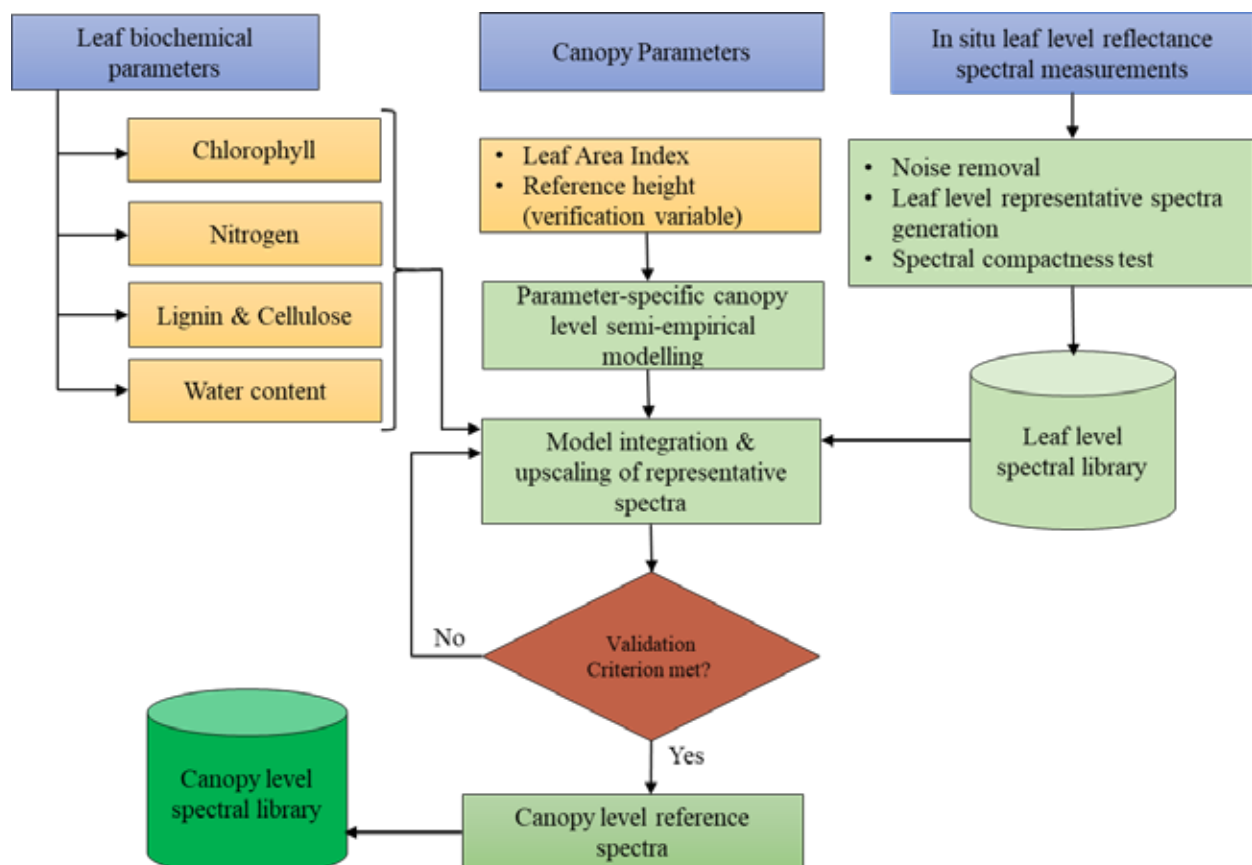 Leaf biochemical
parameters
Canopy Parameters
In situ leaf level reflectance
spectral measurements
Chlorophyll
Nitrogen
Lignin & Cellulose
Water content
• Leaf Area Index
• Reference height
(verification variable)
• Noise removal
• Leaf level representative spectra
generation
• Spectral compactness test
Parameter-specific canopy
level semi-empirical
modelling
Model integration &
upscaling of representative
spectra
Leaf level
spectral library
No
Validation
Criterion met?
Yes
Canopy level
spectral library
Canopy level reference
spectra